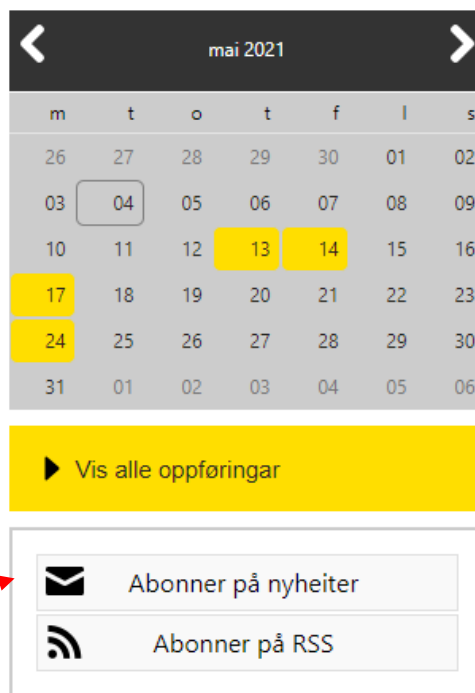 mai 2021
m t o t f l s
26 27 28 29 30 01 02
03 04 05 06 07 08 09
10 11 12 13 14 15 16
17 18 19 20 21 22 23
24 25 26 27 28 29 30
31 01 02 03 04 05 06
Vis alle oppføringar
Abonner på nyheiter
Abonner på RSS